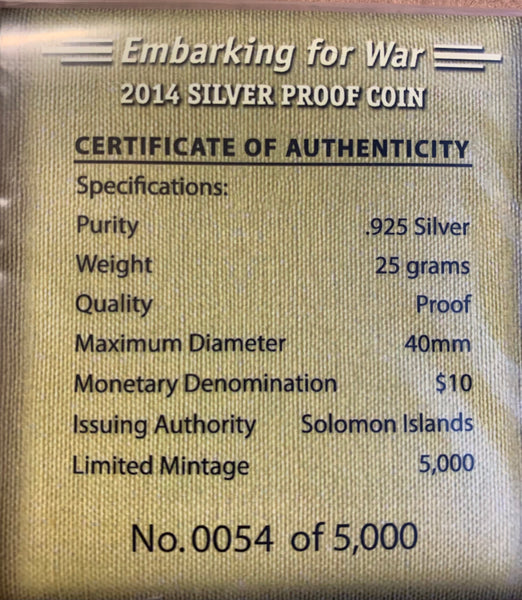 Embarking for War
2014 SILVER PROOF COIN
CERTIFICATE OF AUTHENTICITY
Specifications:
Purity .925 Silver
Weight 25 grams
Quality Proof
Maximum Diameter 40mm
Monetary Denomination $10
Issuing Authority Solomon Islands
Limited Mintage 5,000
No. 0054 of 5,000